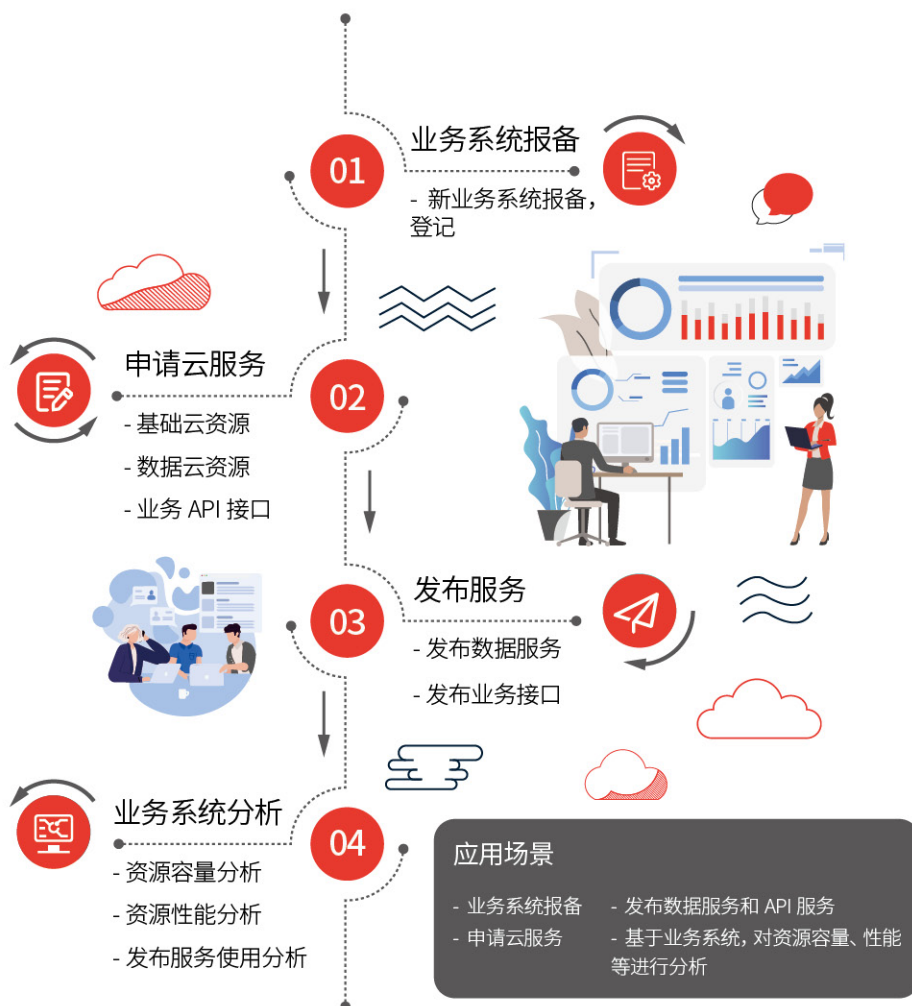 01
业务系统报备
- 新业务系统报备，
登记
02
申请云服务
- 基础云资源
- 数据云资源
- 业务 API 接口
03
发布服务
- 发布数据服务
- 发布业务接口
04
业务系统分析
- 资源容量分析
- 资源性能分析
- 发布服务使用分析
应用场景
- 业务系统报备
- 申请云服务
- 发布数据服务和 API 服务
- 基于业务系统，对资源容量、性能
等进行分析